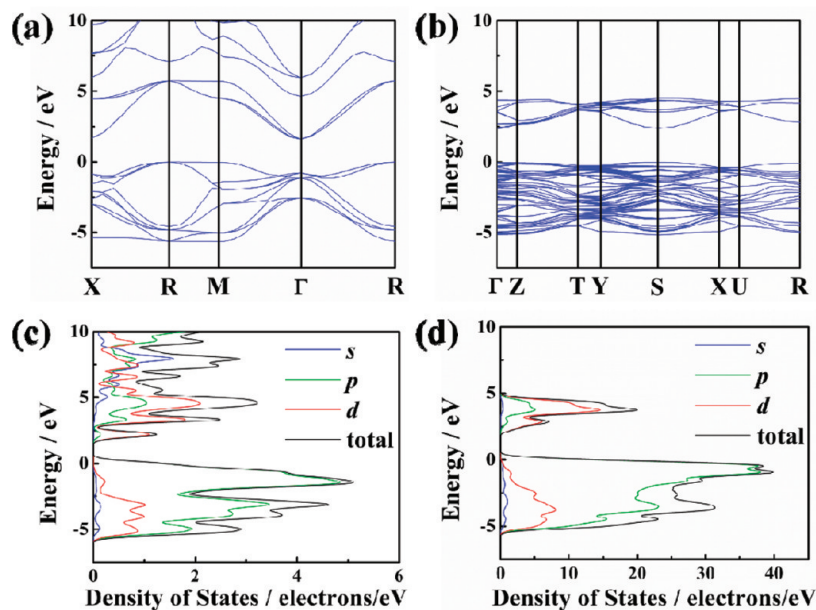 (a)
10
5
0
-5
Energy / eV
X R M Γ R
(b)
10
5
0
-5
Energy / eV
Γ Z T Y S X U R
(c)
10
5
0
-5
Energy / eV
s
p
d
total
0 2 4 6
Density of States / electrons/eV
(d)
10
5
0
-5
Energy / eV
s
p
d
total
0 10 20 30 40
Density of States / electrons/eV